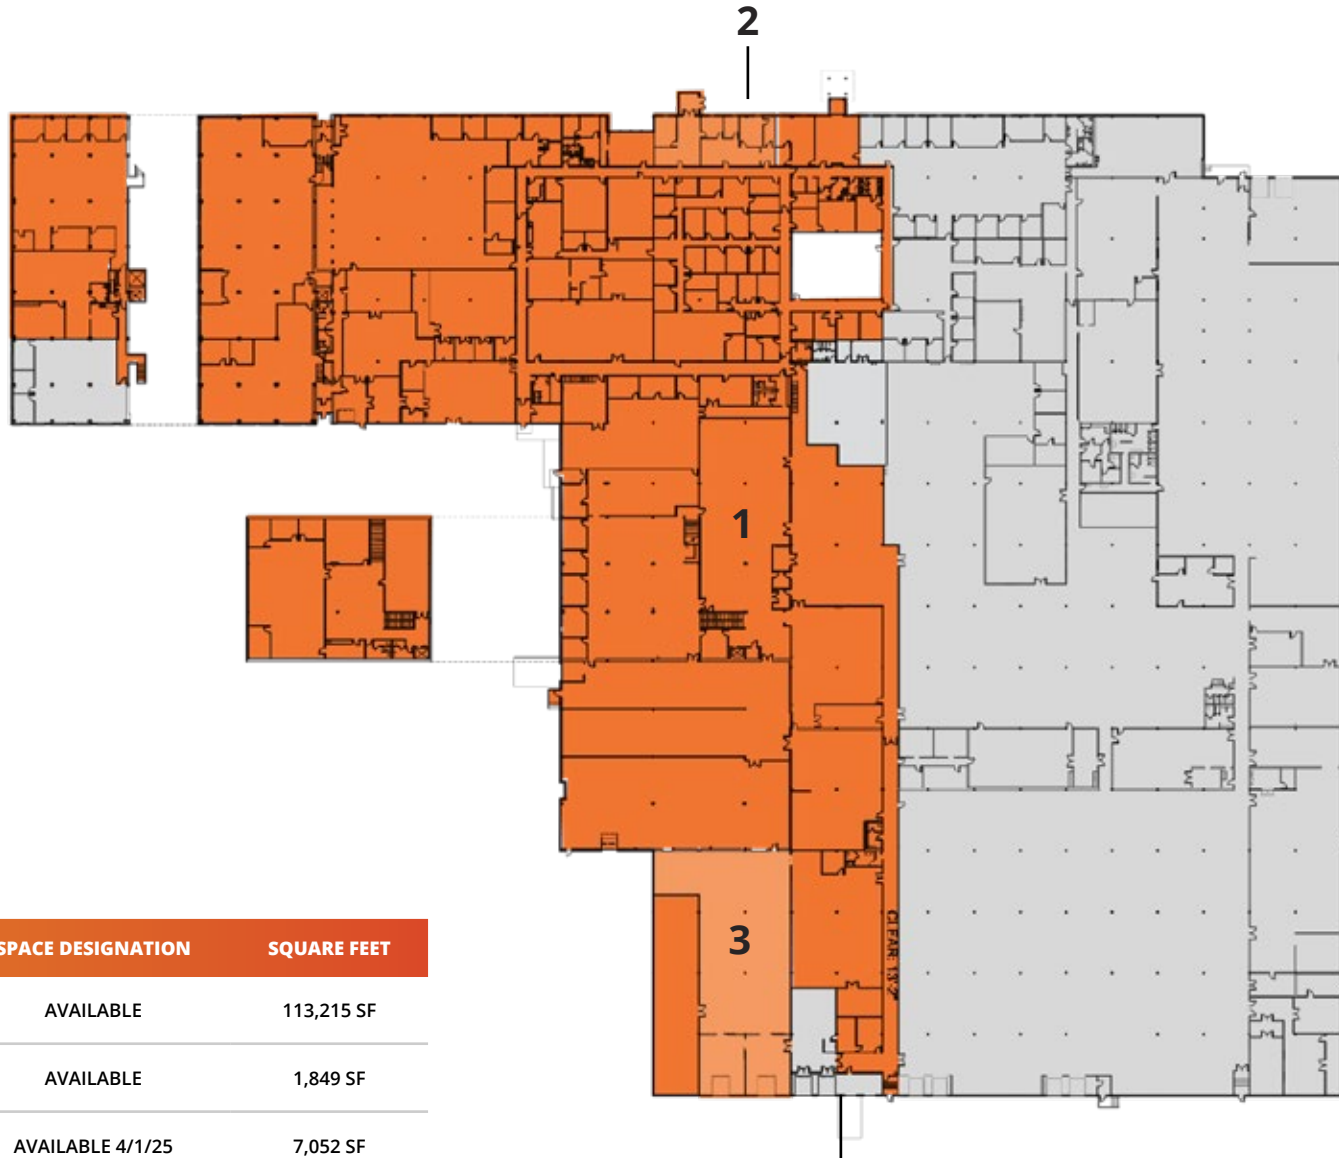 2
1
3
CLEAR: 13'-2"
SPACE DESIGNATION SQUARE FEET
AVAILABLE 113,215 SF
AVAILABLE 1,849 SF
AVAILABLE 4/1/25 7,052 SF